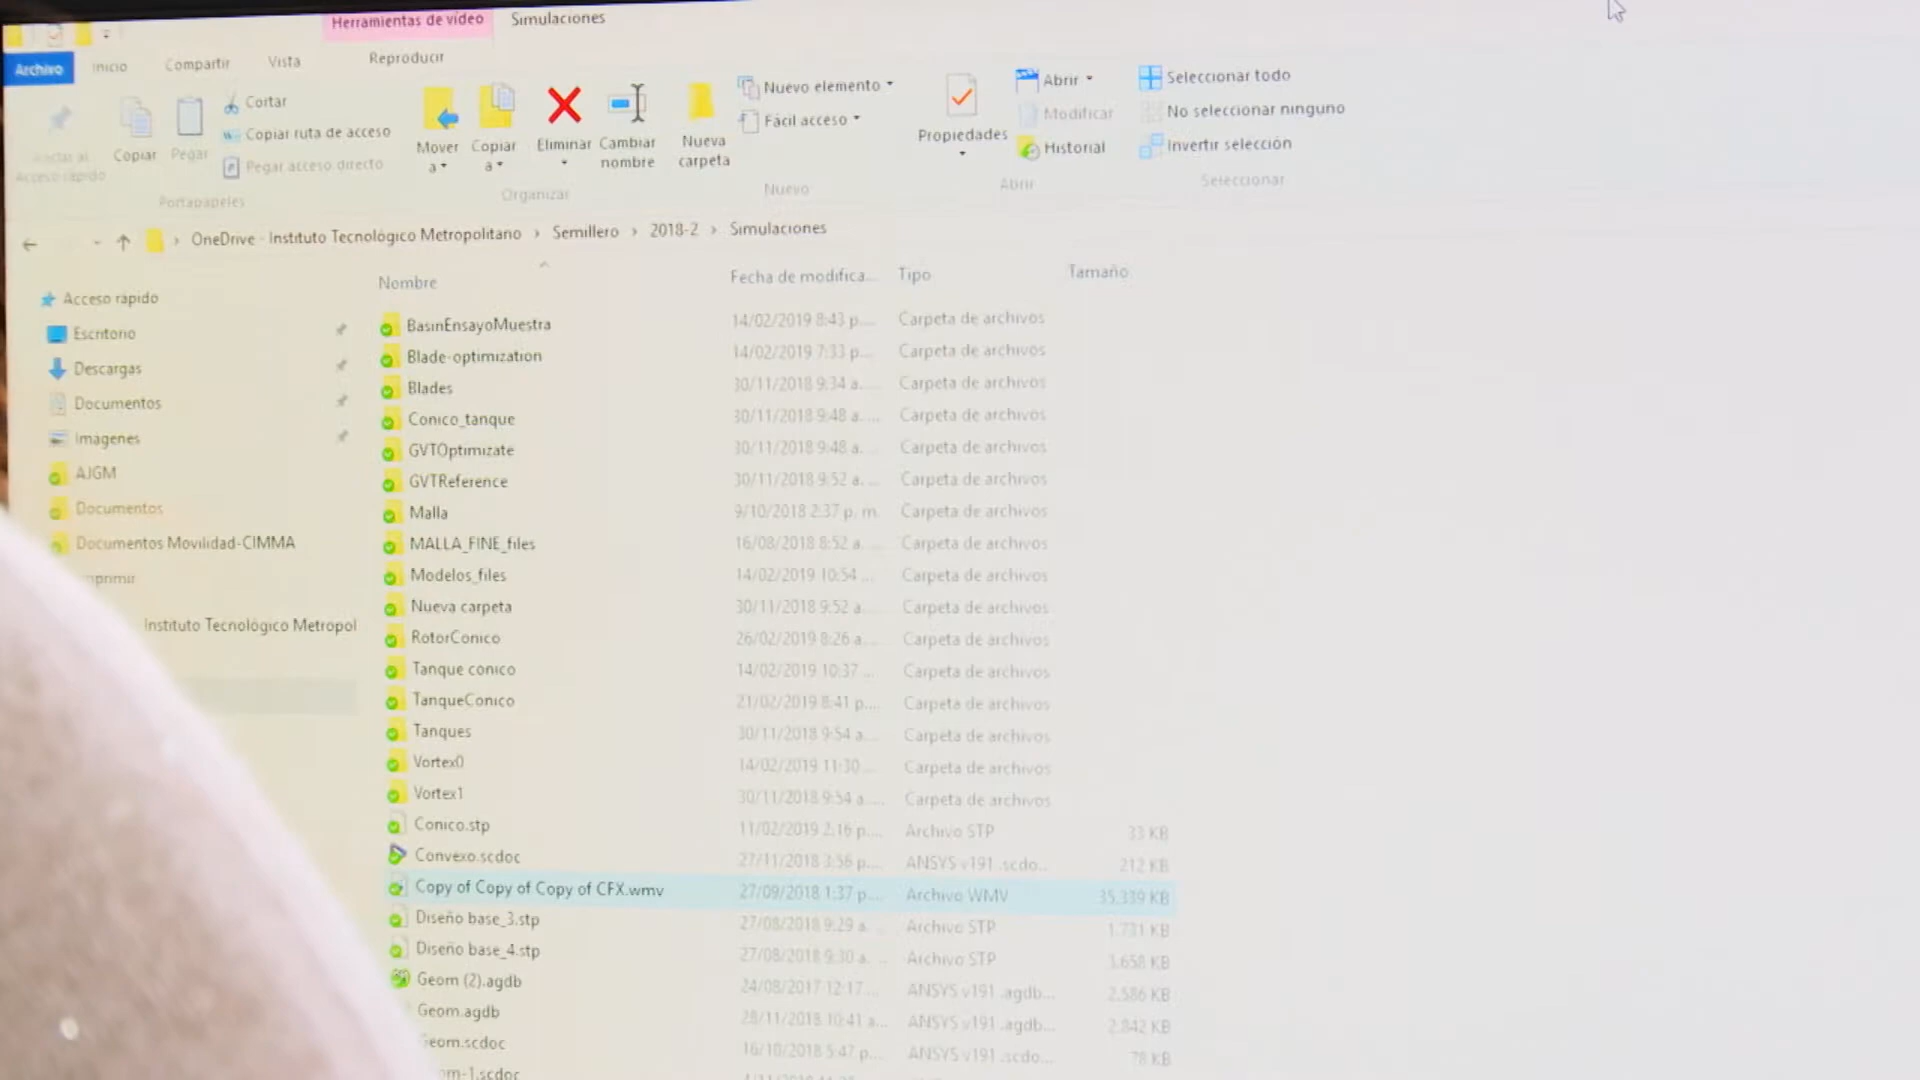 Herramientas de vídeo Simulaciones
Archivo Inicio Compartir Vista Reproducir
Anclar al Acceso rápido
Copiar
Pegar
Cortar
Copiar ruta de acceso
Pegar acceso directo
Portapapeles
Mover a
Copiar a
Eliminar
Cambiar nombre
Organizar
Nueva carpeta
Nuevo elemento
Fácil acceso
Nuevo
Propiedades
Abrir
Modificar
Historial
Abrir
Seleccionar todo
No seleccionar ninguno
Invertir selección
Seleccionar
OneDrive - Instituto Tecnológico Metropolitano › Semillero › 2018-2 › Simulaciones
Acceso rápido
Escritorio
Descargas
Documentos
Imágenes
AJGM
Documentos
Documentos Movilidad-CIMMA
Instituto Tecnológico Metropol
Nombre Fecha de modifica... Tipo Tamaño
BasinEnsayoMuestra 14/02/2019 8:43 p.... Carpeta de archivos
Blade-optimization 14/02/2019 7:33 p.... Carpeta de archivos
Blades 30/11/2018 9:34 a.... Carpeta de archivos
Conico_tanque 30/11/2018 9:48 a.... Carpeta de archivos
GVTOptimizate 30/11/2018 9:48 a.... Carpeta de archivos
GVTReference 30/11/2018 9:52 a.... Carpeta de archivos
Malla 9/10/2018 2:37 p. m. Carpeta de archivos
MALLA_FINE_files 16/08/2018 8:52 a.... Carpeta de archivos
Modelos_files 14/02/2019 10:54 ... Carpeta de archivos
Nueva carpeta 30/11/2018 9:52 a.... Carpeta de archivos
RotorConico 26/02/2019 8:26 a.... Carpeta de archivos
Tanque conico 14/02/2019 10:37 ... Carpeta de archivos
TanqueConico 21/02/2019 8:41 p.... Carpeta de archivos
Tanques 30/11/2018 9:54 a.... Carpeta de archivos
Vortex0 14/02/2019 11:30 ... Carpeta de archivos
Vortex1 30/11/2018 9:54 a.... Carpeta de archivos
Conico.stp 11/02/2019 2:16 p.... Archivo STP 33 KB
Convexo.scdoc 27/11/2018 3:56 p.... ANSYS v191 .scdo... 212 KB
Copy of Copy of Copy of CFX.wmv 27/09/2018 1:37 p.... Archivo WMV 35.339 KB
Diseño base_3.stp 27/08/2018 9:29 a. ... Archivo STP 1.731 KB
Diseño base_4.stp 27/08/2018 9:30 a. ... Archivo STP 3.658 KB
Geom (2).agdb 24/08/2017 12:17... ANSYS v191 .agdb... 2.586 KB
Geom.agdb 28/11/2018 10:41 a... ANSYS v191 .agdb... 2.842 KB
eom.scdoc 16/10/2018 5:47 p... ANSYS v191 .scdo... 78 KB
om-1.scdoc